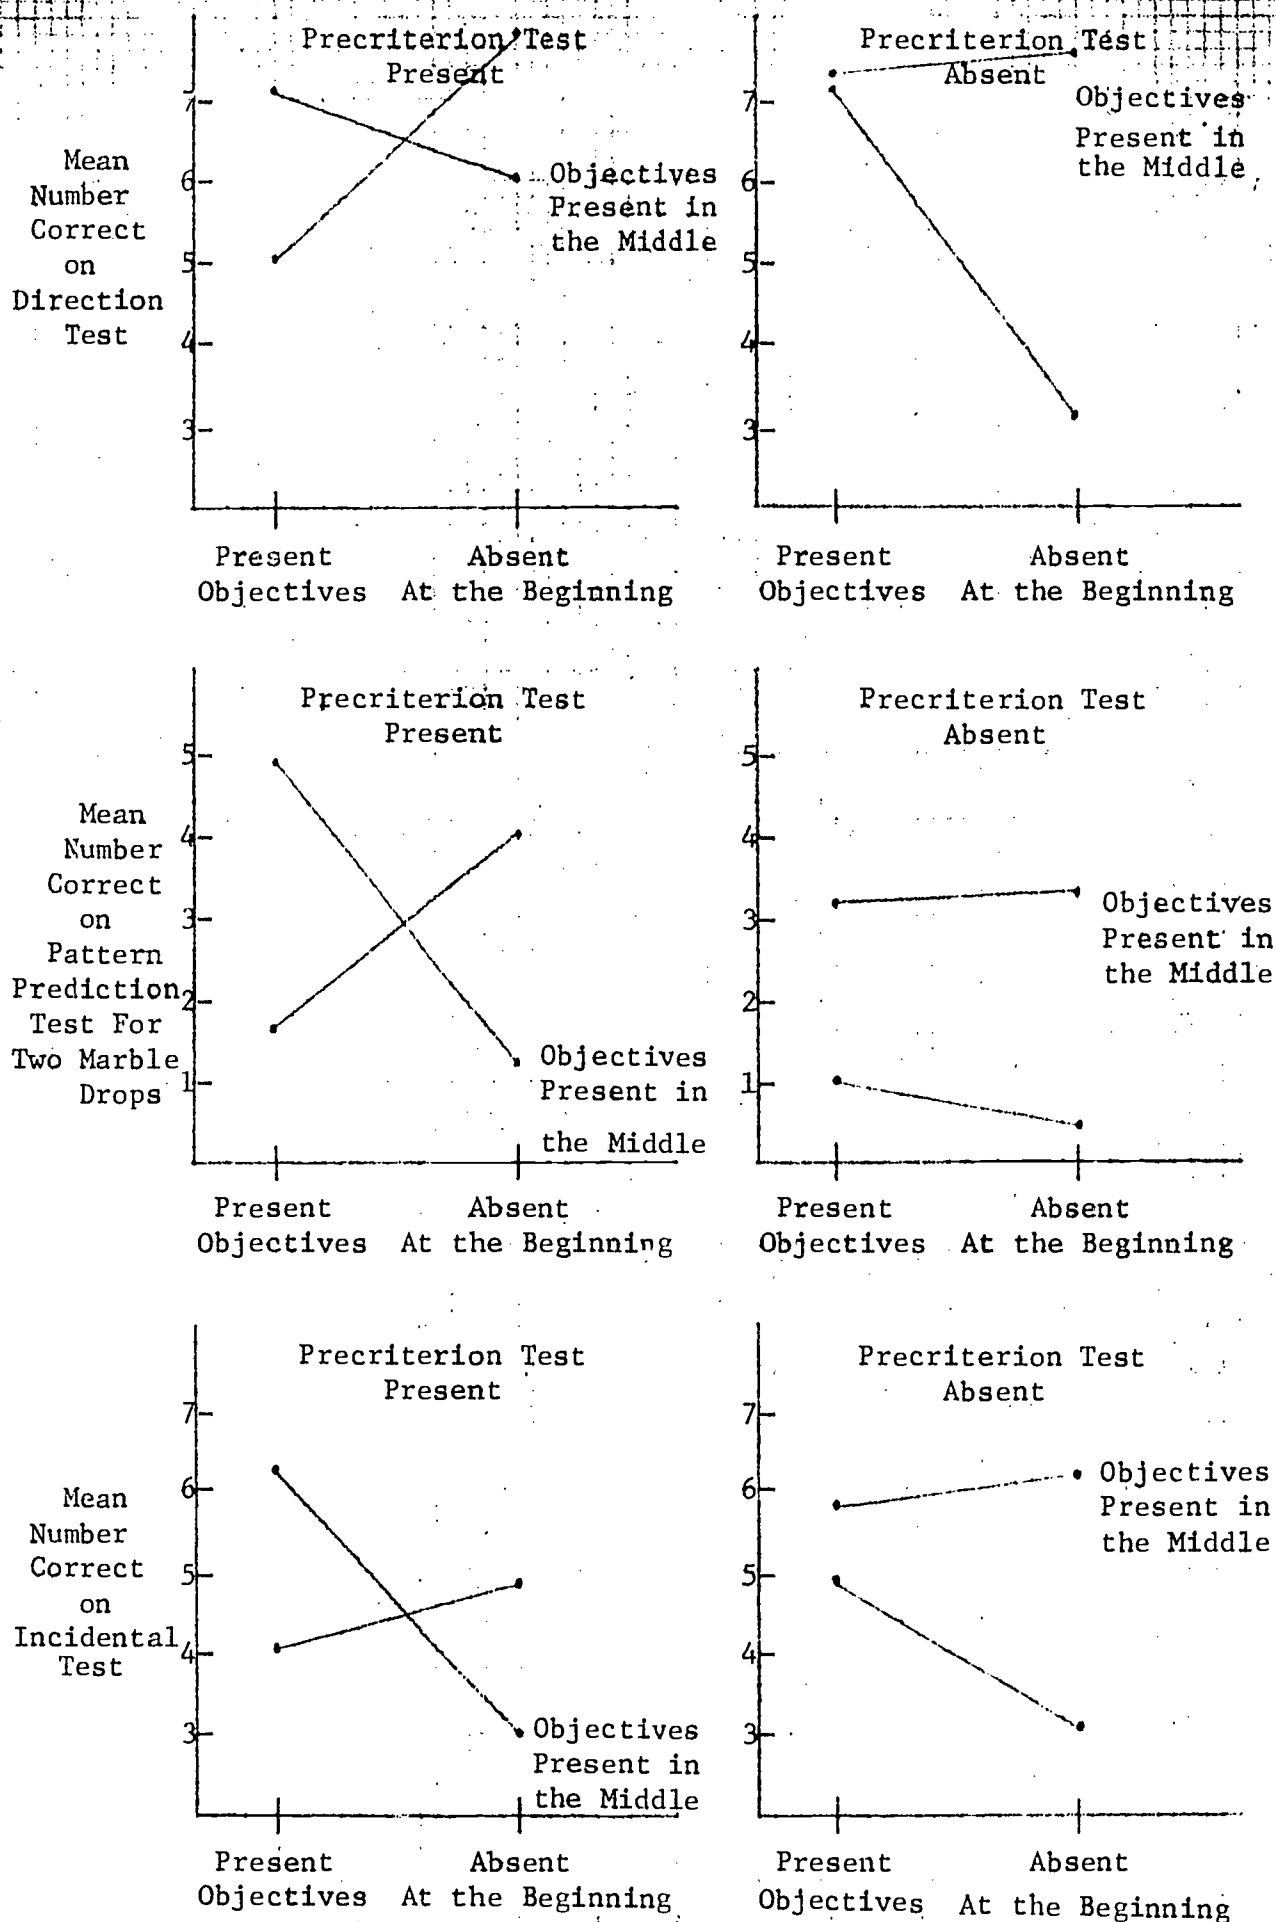 Precriterion Test
Present
7
6
5
4
3
Mean
Number
Correct
on
Direction
Test
Objectives
Present in
the Middle
Present Absent
Objectives At the Beginning
Precriterion Test
Absent
7
6
5
4
3
Objectives
Present in
the Middle
Present Absent
Objectives At the Beginning
Precriterion Test
Present
5
4
3
2
1
Mean
Number
Correct
on
Pattern
Prediction
Test For
Two Marble
Drops
Objectives
Present in
the Middle
Present Absent
Objectives At the Beginning
Precriterion Test
Absent
5
4
3
2
1
Objectives
Present in
the Middle
Present Absent
Objectives At the Beginning
Precriterion Test
Present
7
6
5
4
3
Mean
Number
Correct
on
Incidental
Test
Objectives
Present in
the Middle
Present Absent
Objectives At the Beginning
Precriterion Test
Absent
7
6
5
4
3
Objectives
Present in
the Middle
Present Absent
Objectives At the Beginning